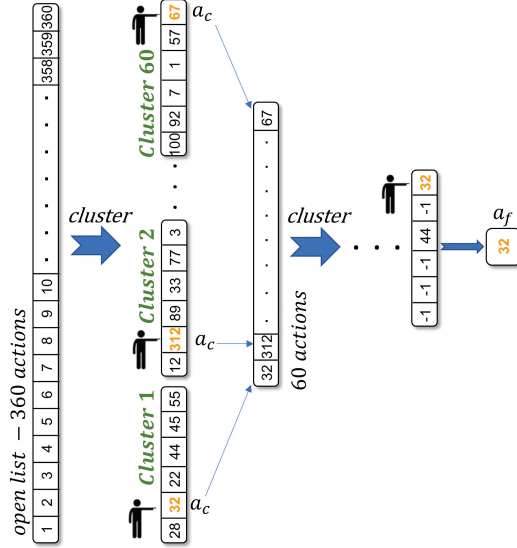 open list − 360 actions
1 2 3 4 5 6 7 8 9 10 . . . . . 358 359 360
cluster
Cluster 1 Cluster 2 Cluster 60
28 32 22 44 45 55 12 312 89 33 77 3 . . . 100 92 7 1 57 67
a_c a_c a_c
32 312 . . . . . . . 67
60 actions
cluster
. . .
-1 -1 -1 44 -1 32
a_f
32